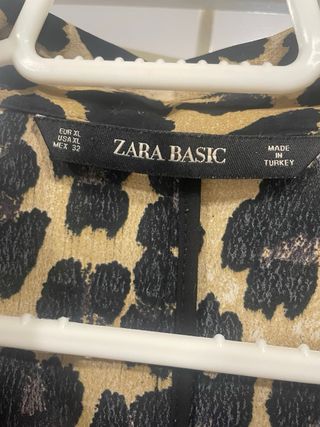 EUR XL
USA XL
MEX 32
ZARA BASIC
MADE
IN
TURKEY